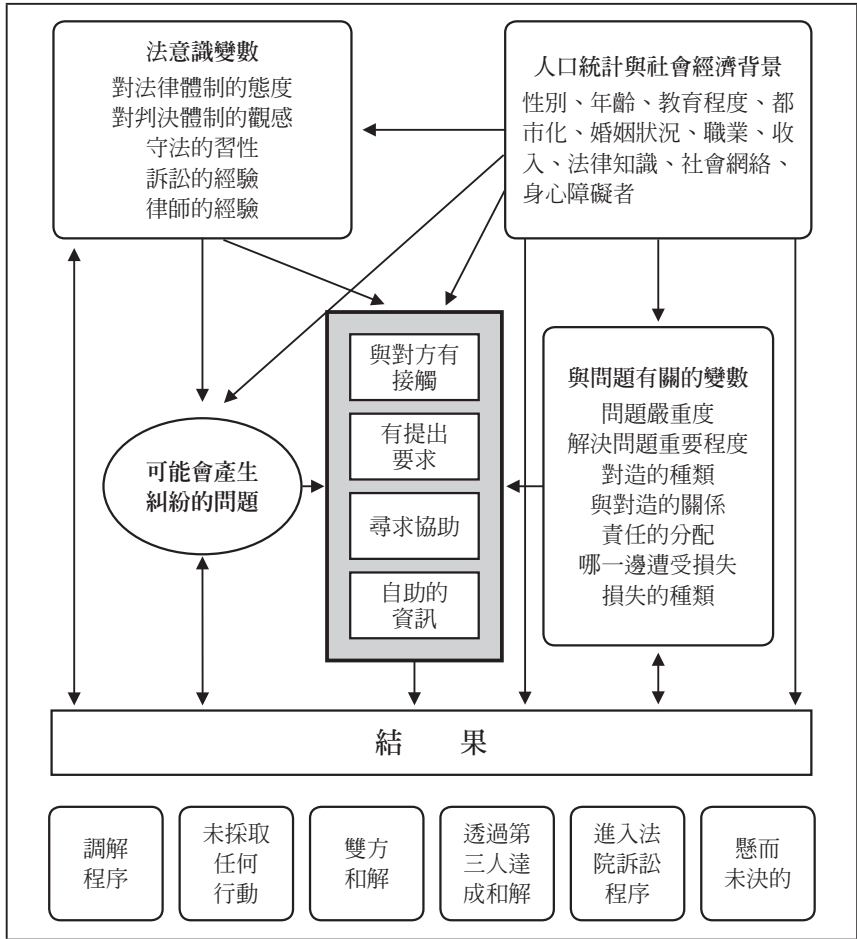 法意識變數
對法律體制的態度
對判決體制的觀感
守法的習性
訴訟的經驗
律師的經驗
人口統計與社會經濟背景
性別、年齡、教育程度、都
市化、婚姻狀況、職業、收
入、法律知識、社會網絡、
身心障礙者
與對方有
接觸
有提出
要求
尋求協助
自助的
資訊
可能會產生
糾紛的問題
與問題有關的變數
問題嚴重度
解決問題重要程度
對造的種類
與對造的關係
責任的分配
哪一邊遭受損失
損失的種類
結 果
調解
程序
未採取
任何
行動
雙方
和解
透過第
三人達
成和解
進入法
院訴訟
程序
懸而
未決的